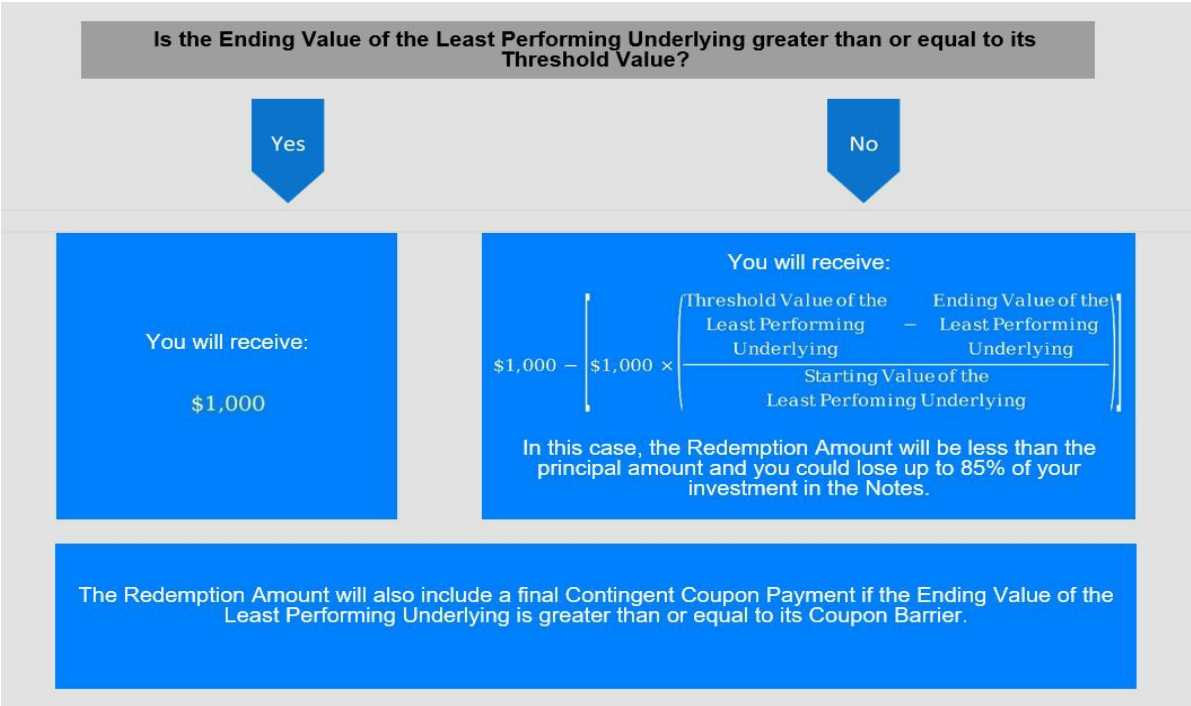 Is the Ending Value of the Least Performing Underlying greater than or equal to its
Threshold Value?
Yes
No
You will receive:
$1,000
You will receive:
$1,000 − [$1,000 × (
Threshold Value of the
Least Performing
Underlying
−
Ending Value of the
Least Performing
Underlying
Starting Value of the
Least Perfoming Underlying
)]
In this case, the Redemption Amount will be less than the
principal amount and you could lose up to 85% of your
investment in the Notes.
The Redemption Amount will also include a final Contingent Coupon Payment if the Ending Value of the
Least Performing Underlying is greater than or equal to its Coupon Barrier.